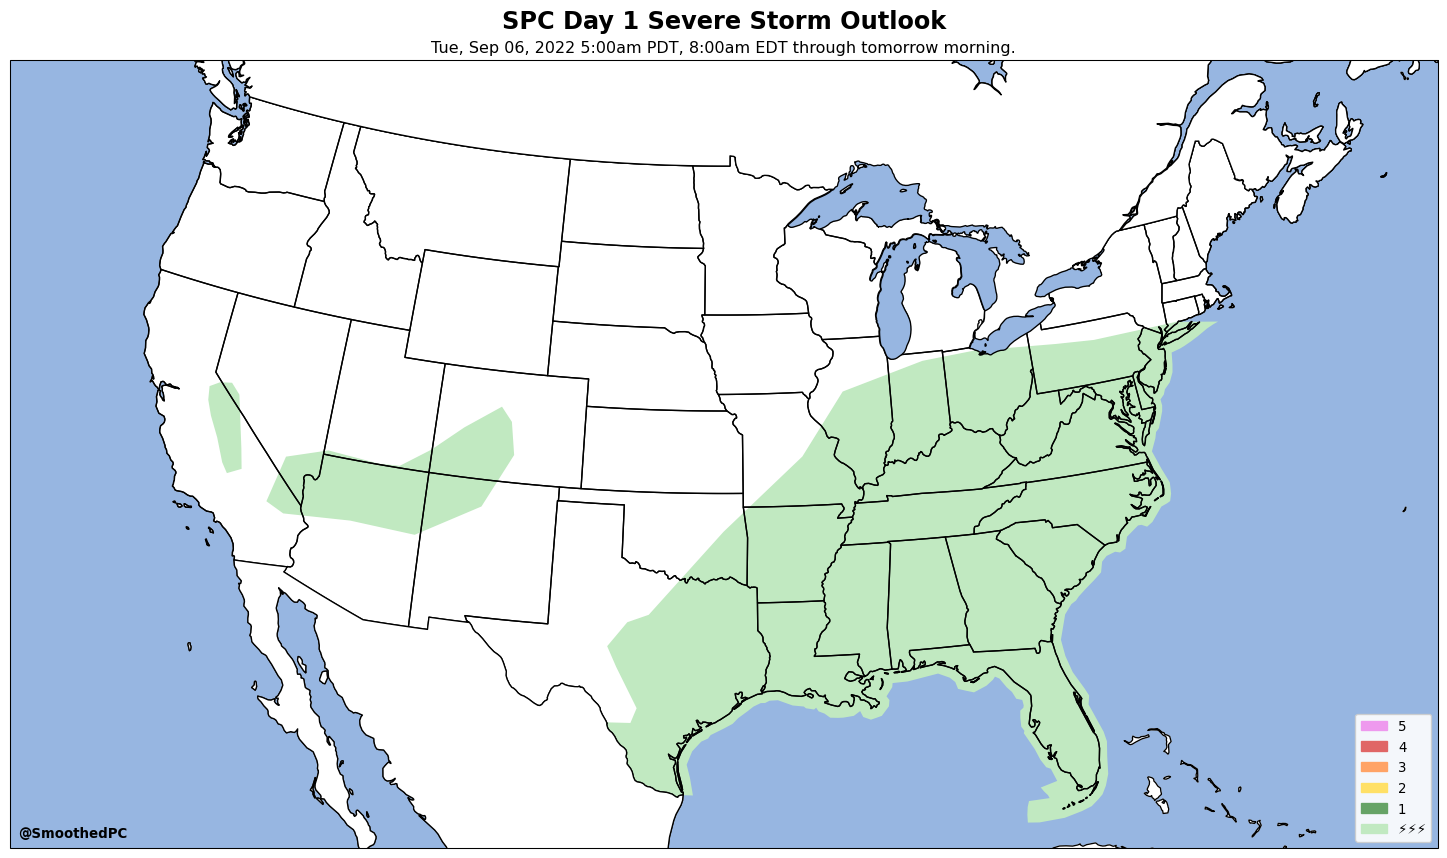 SPC Day 1 Severe Storm Outlook
Tue, Sep 06, 2022 5:00am PDT, 8:00am EDT through tomorrow morning.
5
4
3
2
1
⚡⚡⚡
@SmoothedPC